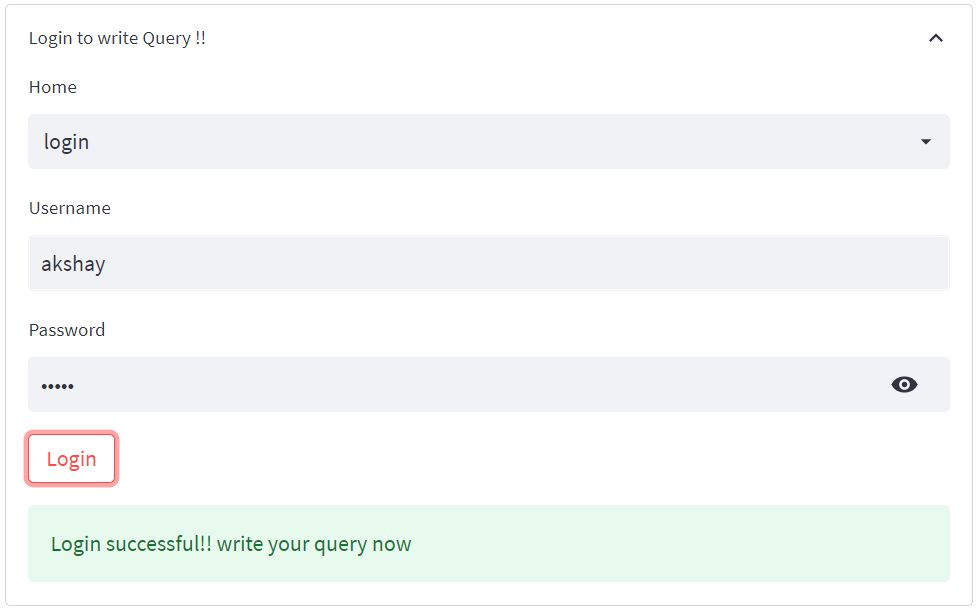 Login to write Query !!
Home
login
Username
akshay
Password
•••••
Login
Login successful!! write your query now